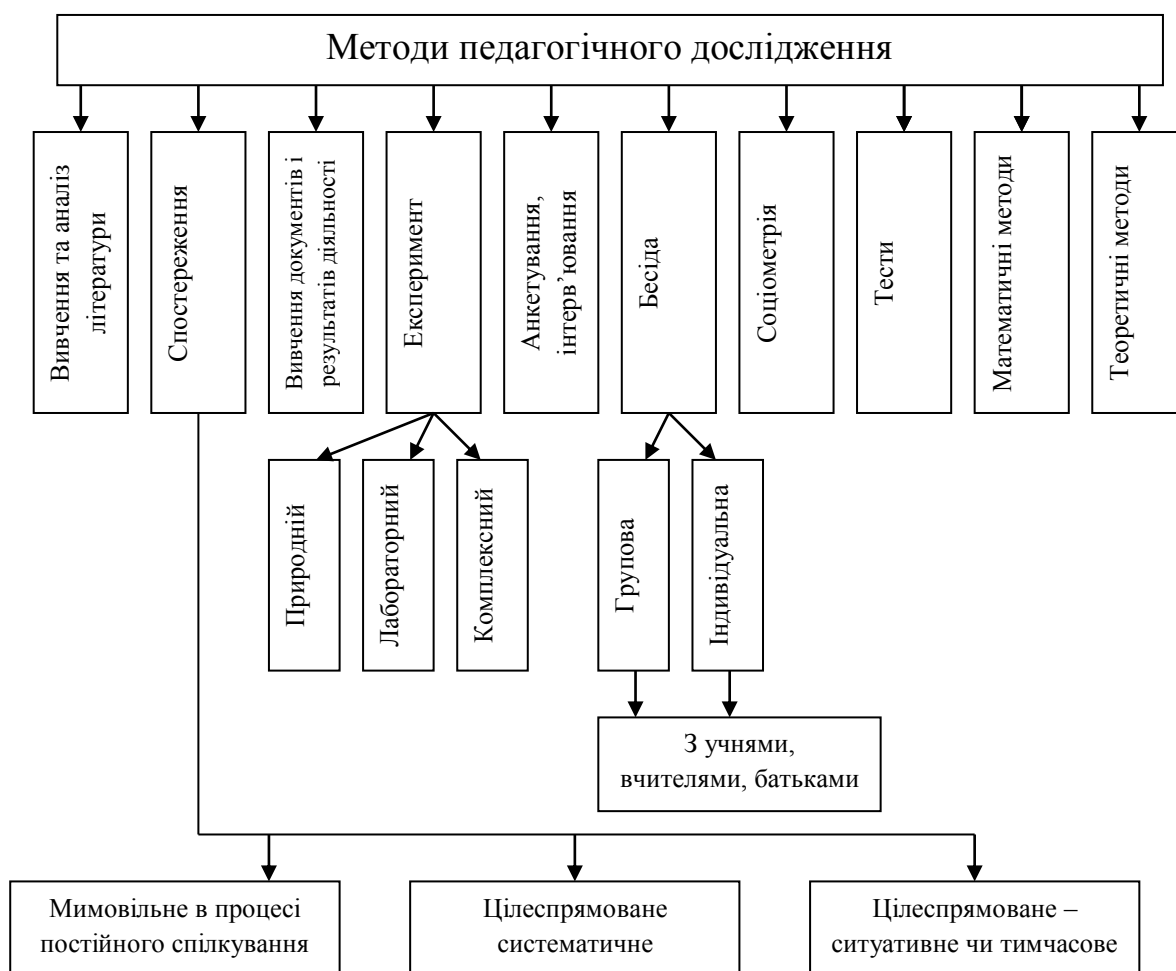 Методи педагогічного дослідження
Вивчення та аналіз
літератури
Спостереження
Вивчення документів і
результатів діяльності
Експеримент
Анкетування,
інтерв’ювання
Бесіда
Соціометрія
Тести
Математичні методи
Теоретичні методи
Природній
Лабораторний
Комплексний
Групова
Індивідуальна
З учнями,
вчителями, батьками
Мимовільне в процесі
постійного спілкування
Цілеспрямоване
систематичне
Цілеспрямоване –
ситуативне чи тимчасове